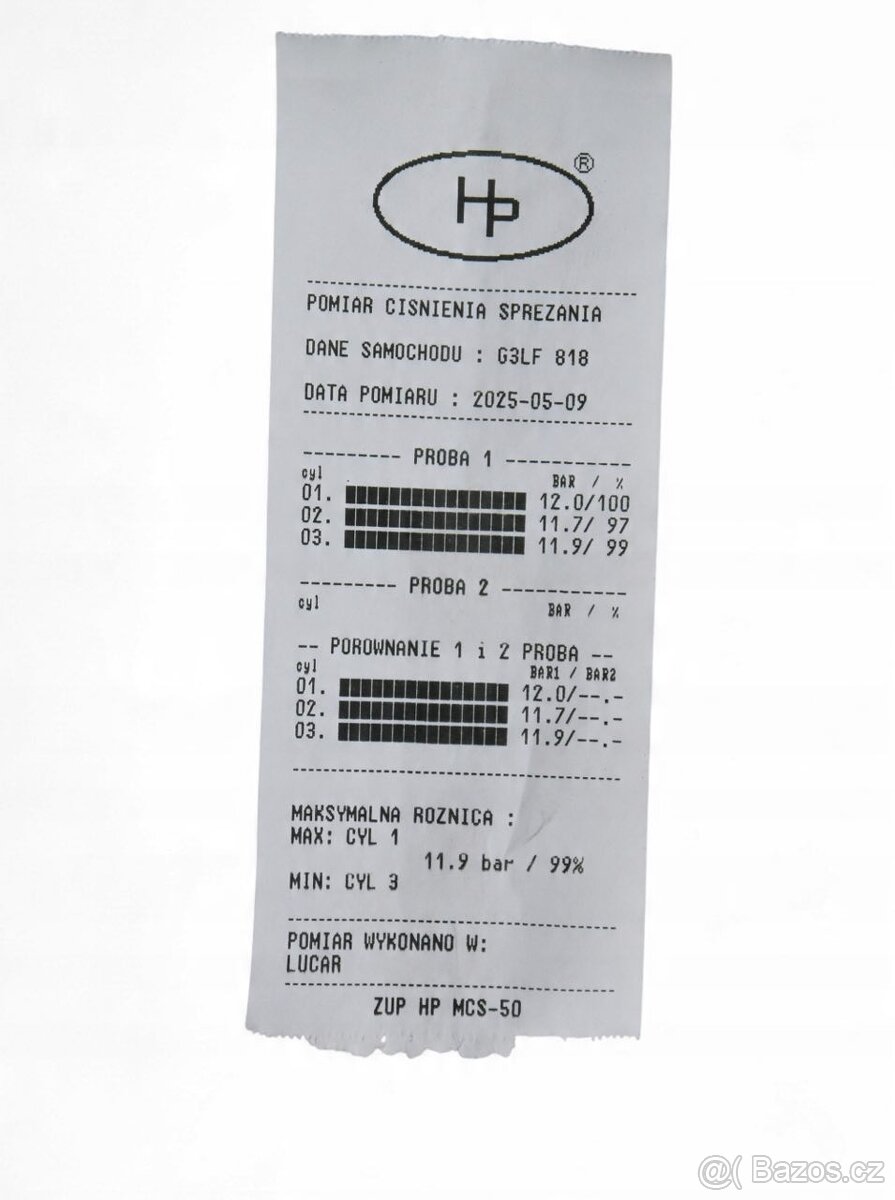 HP ®
POMIAR CISNIENIA SPREZANIA
DANE SAMOCHODU : G3LF 818
DATA POMIARU : 2025-05-09
--------- PROBA 1 ------------
cyl BAR / %
01. 12.0/100
02. 11.7/ 97
03. 11.9/ 99
--------- PROBA 2 ------------
cyl BAR / %
-- POROWNANIE 1 i 2 PROBA --
cyl BAR1 / BAR2
01. 12.0/--.-
02. 11.7/--.-
03. 11.9/--.-
MAKSYMALNA ROZNICA :
MAX: CYL 1
11.9 bar / 99%
MIN: CYL 3
POMIAR WYKONANO W:
LUCAR
ZUP HP MCS-50
@( Bazos.cz